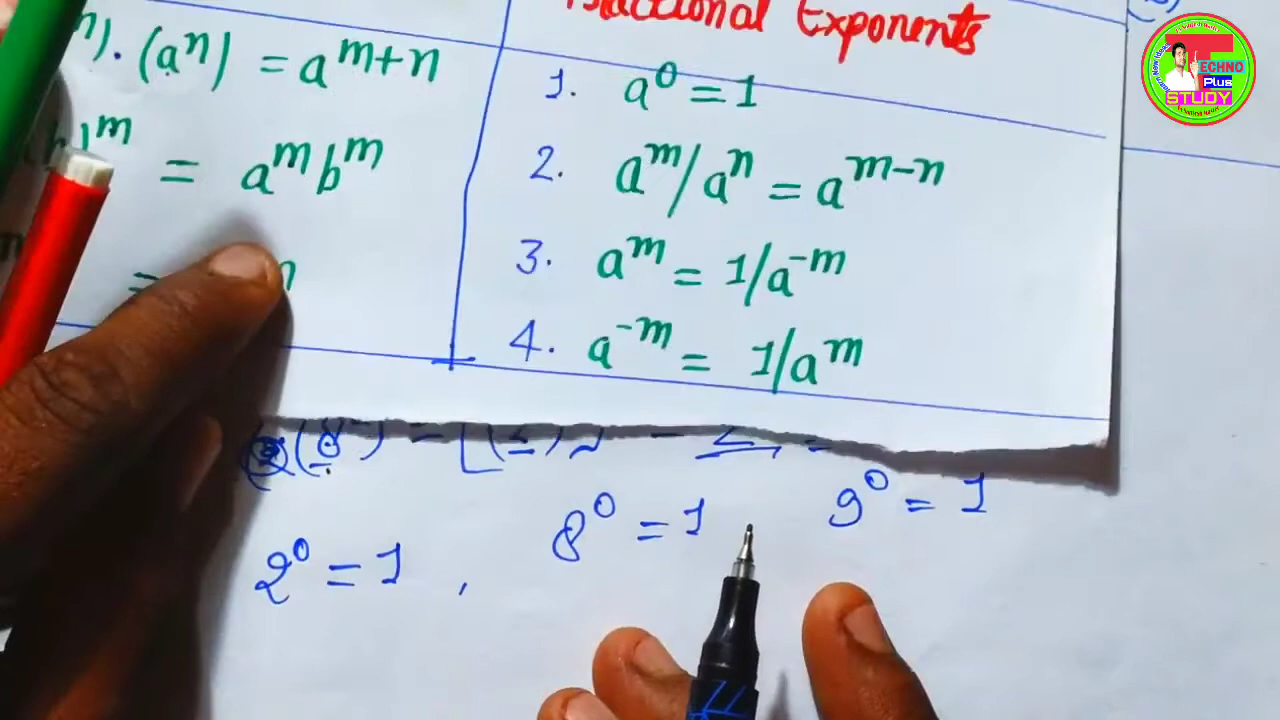 Exponents
(aⁿ) = aᵐ⁺ⁿ
= aᵐbᵐ
1. a⁰ = 1
2. aᵐ/aⁿ = aᵐ⁻ⁿ
3. aᵐ = 1/a⁻ᵐ
4. a⁻ᵐ = 1/aᵐ
2⁰ = 1 , 8⁰ = 1 9⁰ = 1
TECHNO
Plus
STUDY